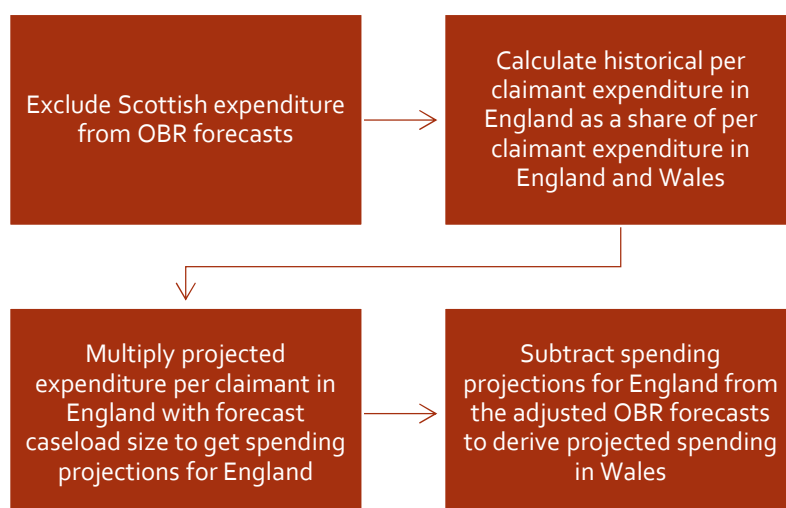 Exclude Scottish expenditure
from OBR forecasts
Calculate historical per
claimant expenditure in
England as a share of per
claimant expenditure in
England and Wales
Multiply projected
expenditure per claimant in
England with forecast
caseload size to get spending
projections for England
Subtract spending
projections for England from
the adjusted OBR forecasts
to derive projected spending
in Wales